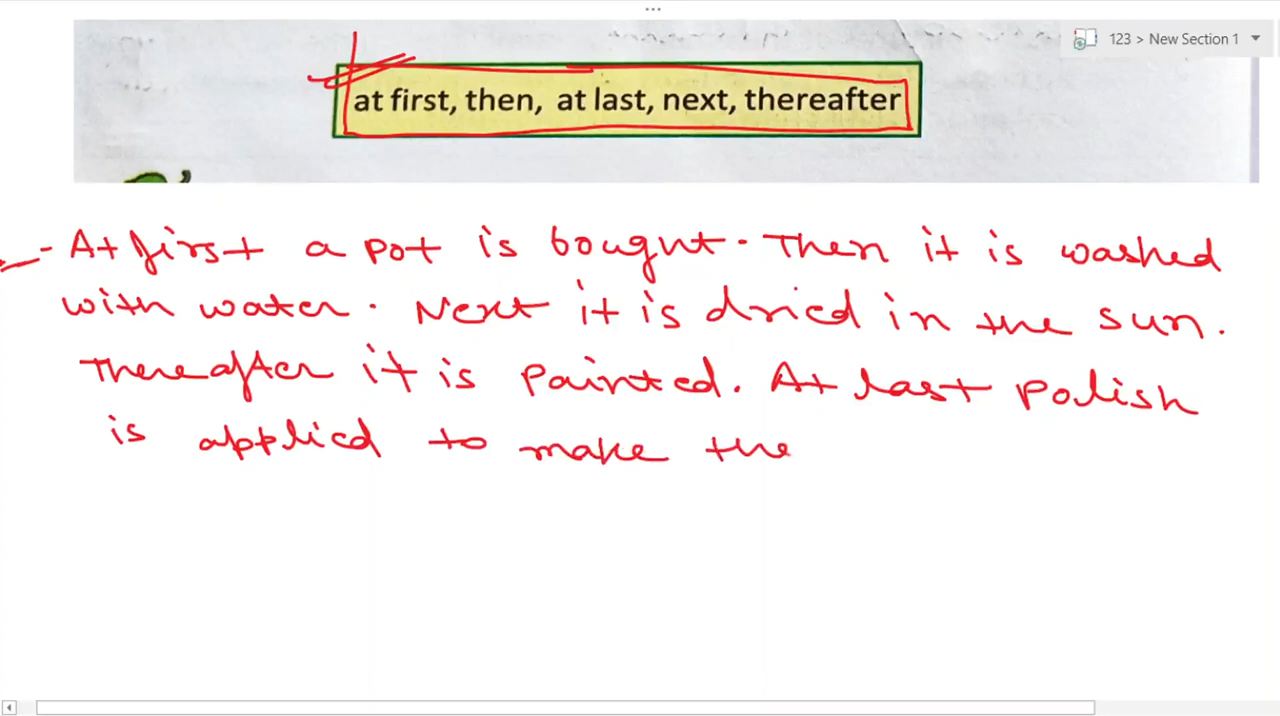 ...
123 > New Section 1
at first, then, at last, next, thereafter
- At first a pot is bought. Then it is washed
with water. Next it is dried in the sun.
Thereafter it is painted. At last polish
is applied to make the